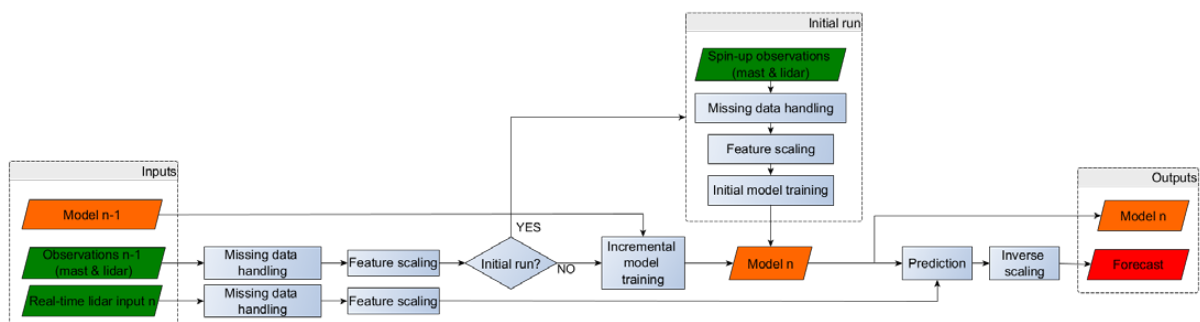 Initial run
Spin-up observations
(mast & lidar)
Missing data handling
Feature scaling
Initial model training
Inputs
Model n-1
Observations n-1
(mast & lidar)
Real-time lidar input n
Missing data
handling
Feature scaling
Missing data
handling
Feature scaling
Initial run?
YES
NO
Incremental
model
training
Model n
Prediction
Inverse
scaling
Outputs
Model n
Forecast